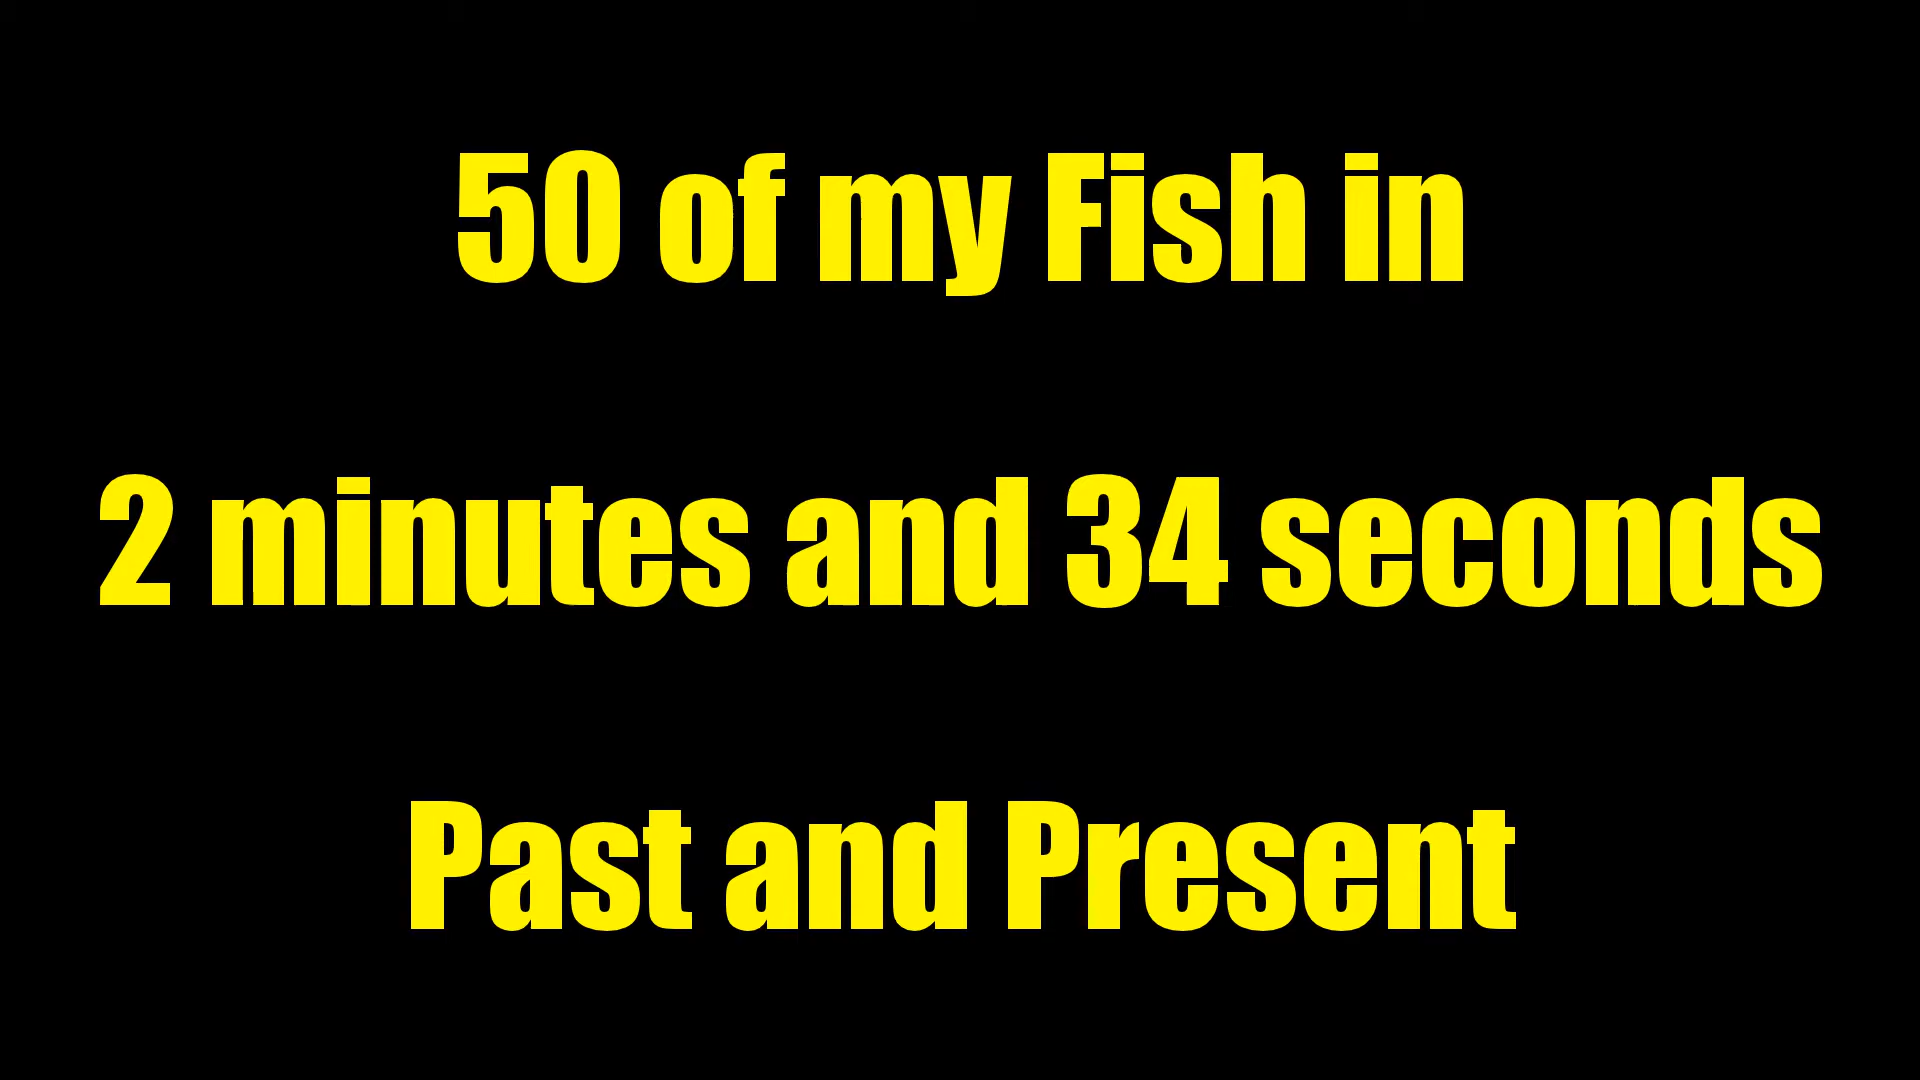 50 of my Fish in
2 minutes and 34 seconds
Past and Present